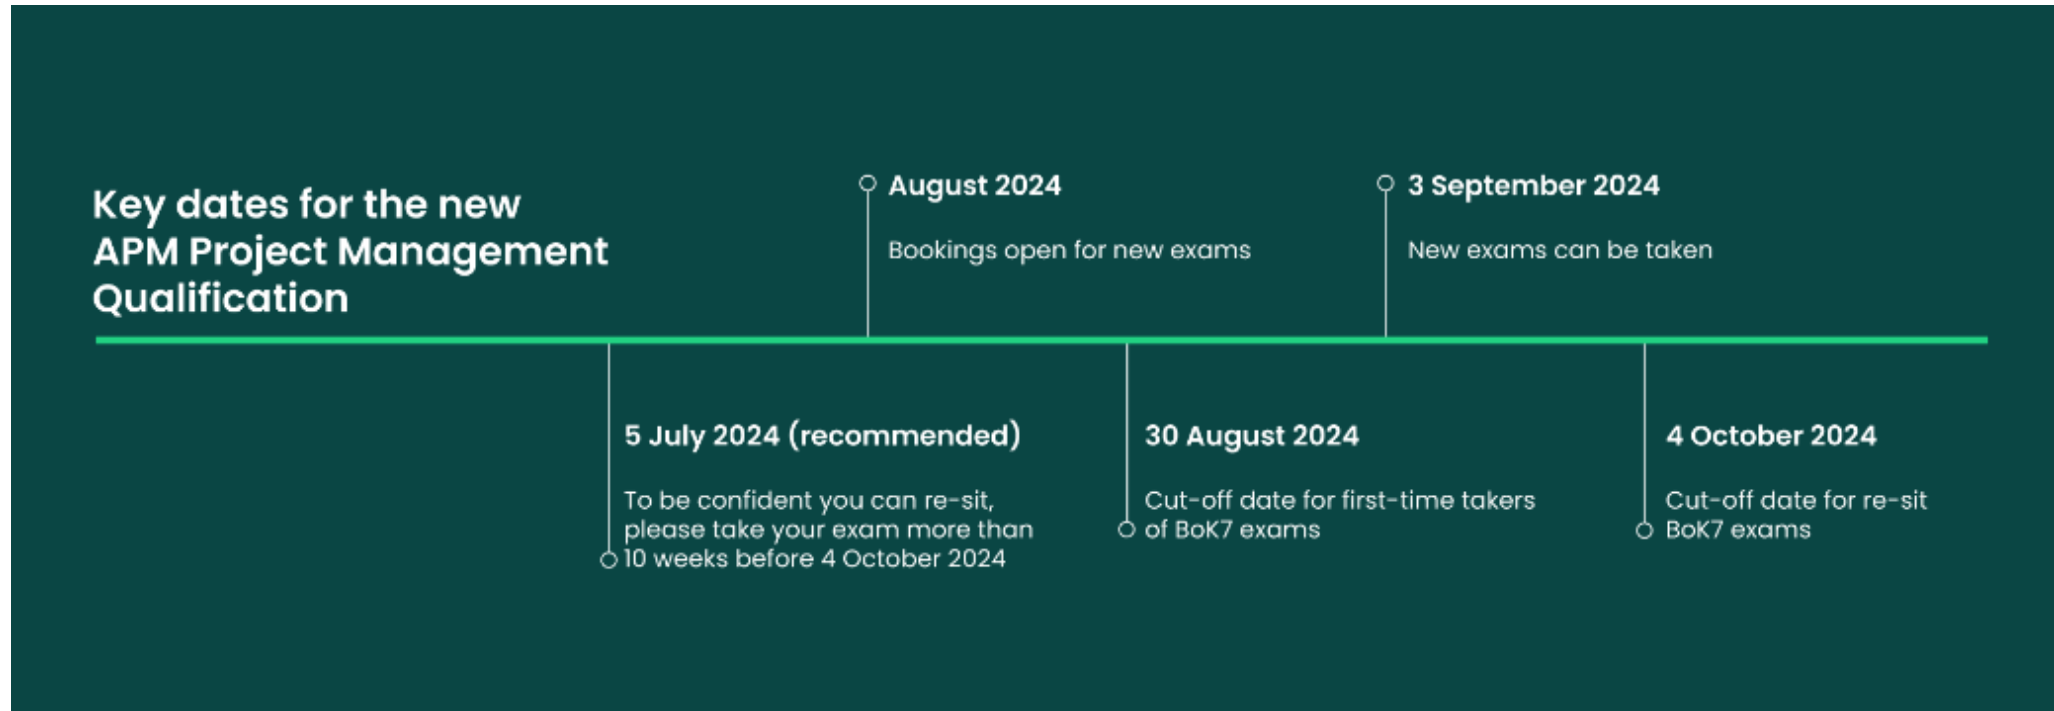 Key dates for the new
APM Project Management
Qualification
5 July 2024 (recommended)
To be confident you can re-sit,
please take your exam more than
10 weeks before 4 October 2024
August 2024
Bookings open for new exams
30 August 2024
Cut-off date for first-time takers
of BoK7 exams
3 September 2024
New exams can be taken
4 October 2024
Cut-off date for re-sit
BoK7 exams